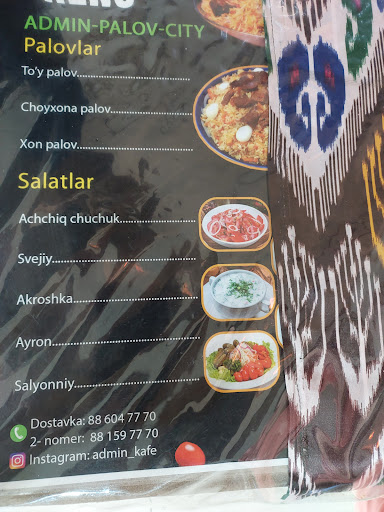 ADMIN-PALOV-CITY
Palovlar
To'y palov
Choyxona palov
Xon palov
Salatlar
Achchiq chuchuk
Svejiy
Akroshka
Ayron
Salyonniy
Dostavka: 88 604 77 70
2- nomer: 88 159 77 70
Instagram: admin_kafe